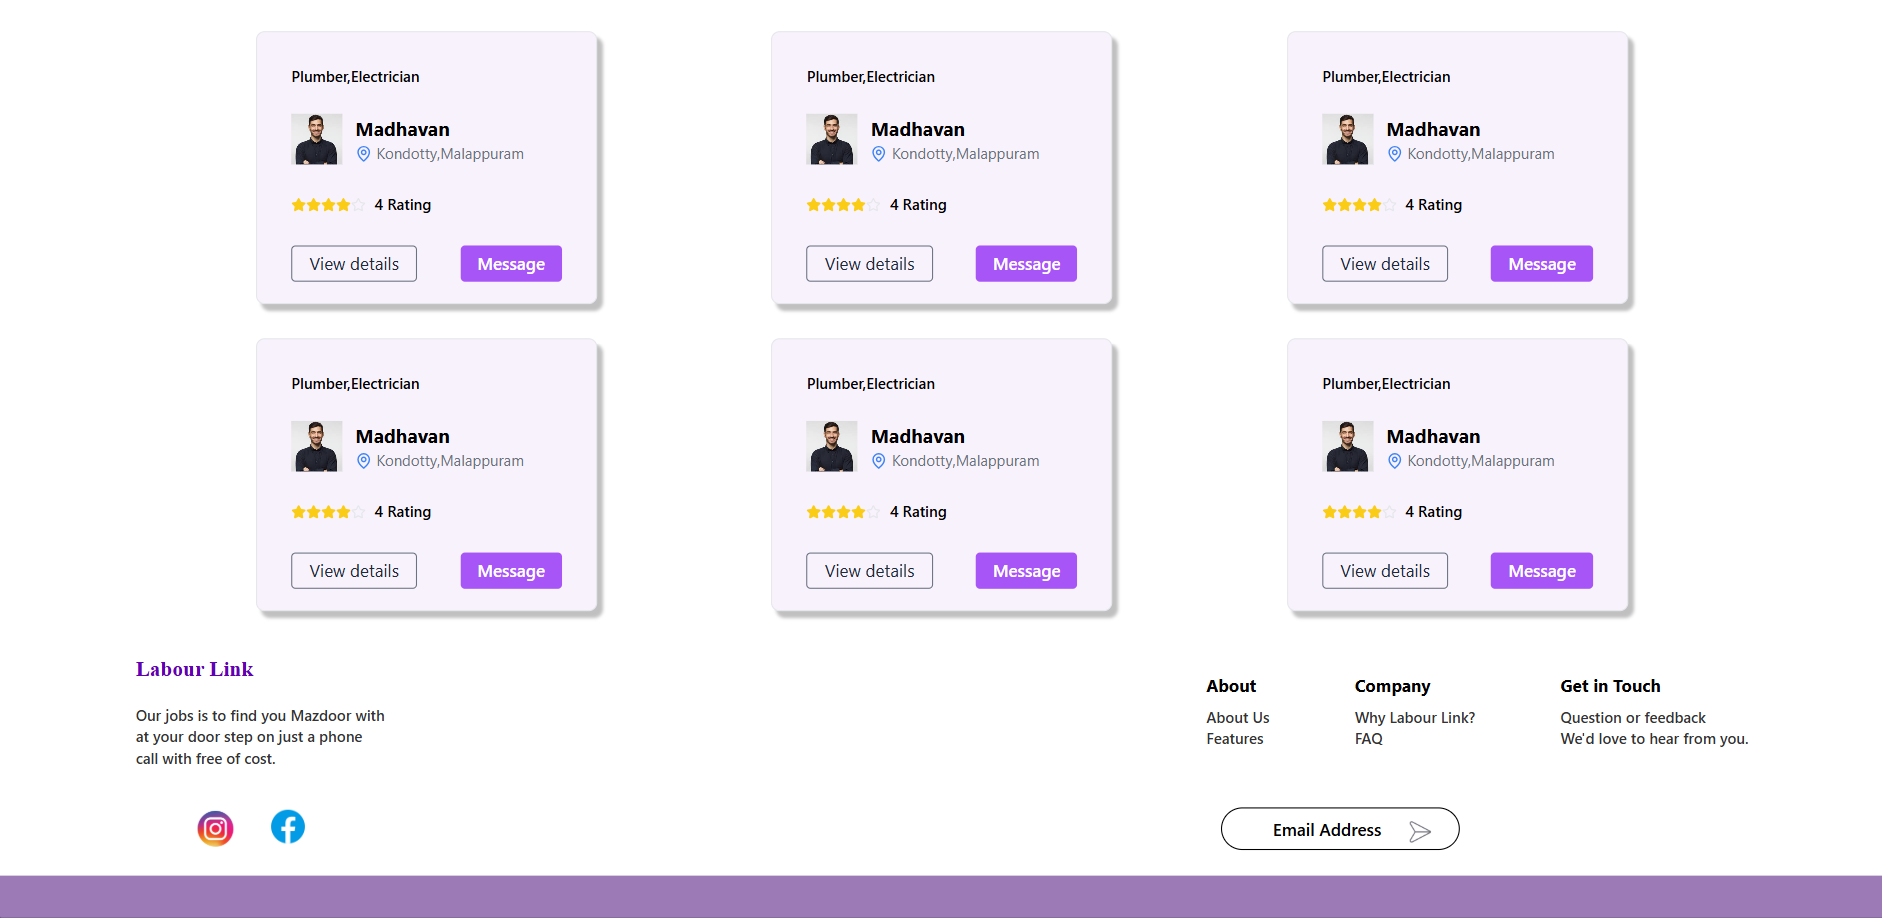 Plumber,Electrician
Madhavan
Kondotty,Malappuram
4 Rating
View details
Message
Plumber,Electrician
Madhavan
Kondotty,Malappuram
4 Rating
View details
Message
Plumber,Electrician
Madhavan
Kondotty,Malappuram
4 Rating
View details
Message
Plumber,Electrician
Madhavan
Kondotty,Malappuram
4 Rating
View details
Message
Plumber,Electrician
Madhavan
Kondotty,Malappuram
4 Rating
View details
Message
Plumber,Electrician
Madhavan
Kondotty,Malappuram
4 Rating
View details
Message
Labour Link
Our jobs is to find you Mazdoor with
at your door step on just a phone
call with free of cost.
About
About Us
Features
Company
Why Labour Link?
FAQ
Get in Touch
Question or feedback
We'd love to hear from you.
Email Address